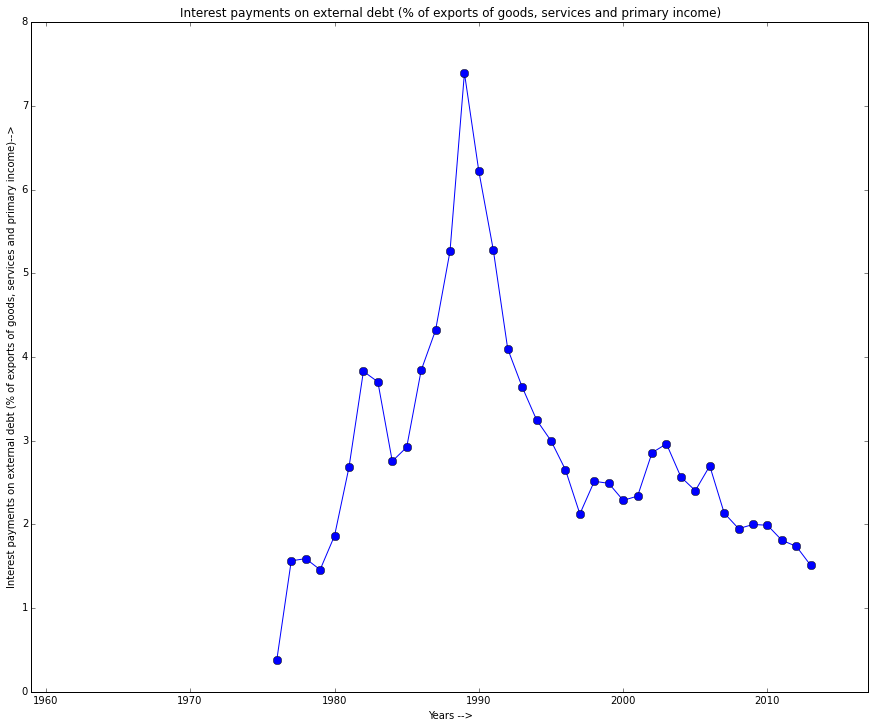 Interest payments on external debt (% of exports of goods, services and primary income)
Interest payments on external debt (% of exports of goods, services and primary income)-->
8
7
6
5
4
3
2
1
0
1960 1970 1980 1990 2000 2010
Years -->